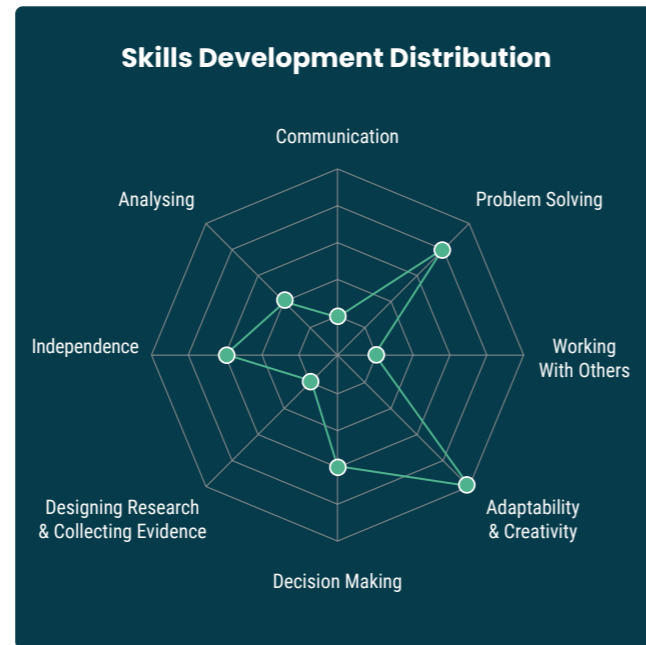 Skills Development Distribution
Communication
Analysing
Problem Solving
Independence
Working
With Others
Designing Research
& Collecting Evidence
Adaptability
& Creativity
Decision Making